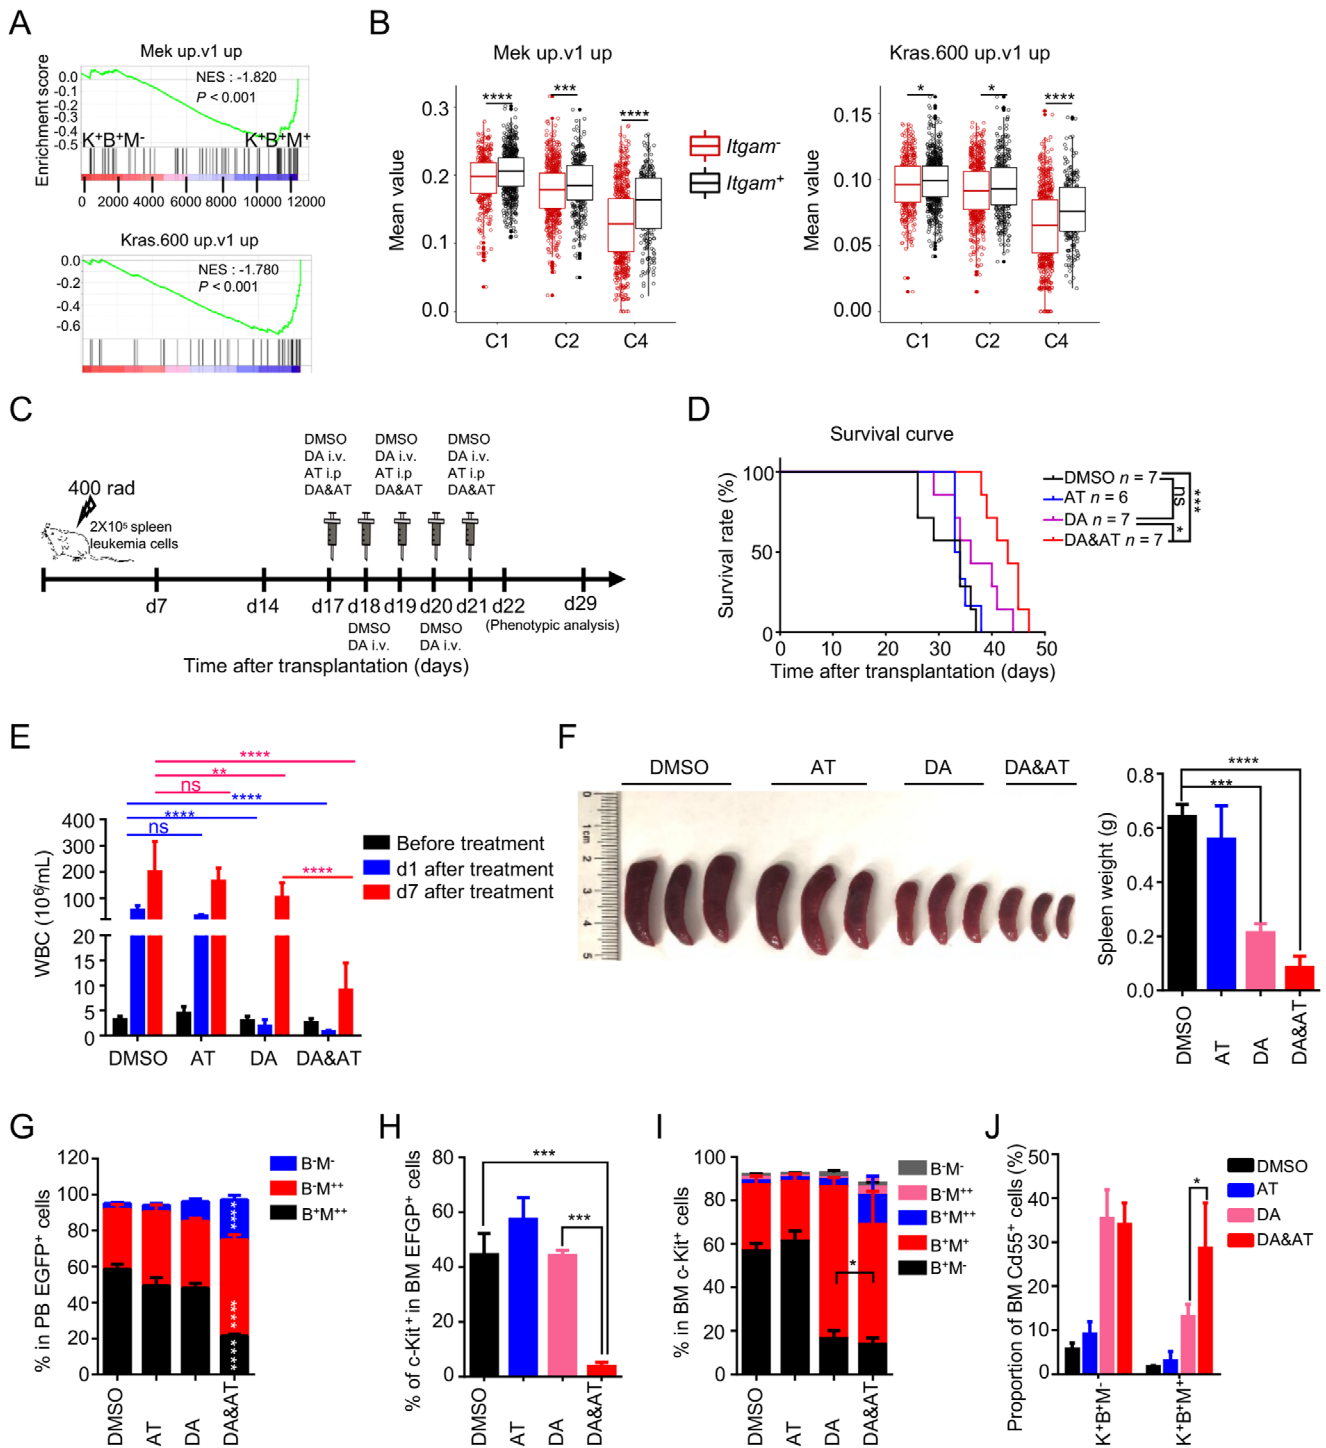 A
Mek up.v1 up
Enrichment score
0.0
-0.1
-0.2
-0.3
-0.4
-0.5
NES : -1.820
P < 0.001
K⁺B⁺M⁻
K⁺B⁺M⁺
0 2000 4000 6000 8000 10000 12000
Kras.600 up.v1 up
0.0
-0.2
-0.4
-0.6
NES : -1.780
P < 0.001
B
Mek up.v1 up
Mean value
0.3
0.2
0.1
0.0
**** *** ****
C1 C2 C4
Itgam⁻
Itgam⁺
Kras.600 up.v1 up
Mean value
0.15
0.10
0.05
0.00
* * ****
C1 C2 C4
C
400 rad
2X10⁵ spleen
leukemia cells
DMSO DMSO DMSO
DA i.v. DA i.v. DA i.v.
AT i.p AT i.p AT i.p
DA&AT DA&AT DA&AT
d7 d14 d17 d18 d19 d20 d21 d22 d29
(Phenotypic analysis)
DMSO DMSO
DA i.v. DA i.v.
Time after transplantation (days)
D
Survival curve
Survival rate (%)
100
50
0
0 10 20 30 40 50
Time after transplantation (days)
DMSO n = 7
AT n = 6
DA n = 7
DA&AT n = 7
ns
*
***
E
****
**
ns
****
****
ns
****
WBC (10⁶/mL)
400
300
200
100
20
15
10
5
0
DMSO AT DA DA&AT
Before treatment
d1 after treatment
d7 after treatment
F
DMSO AT DA DA&AT
0
1cm
2
3
4
5
Spleen weight (g)
0.8
0.6
0.4
0.2
0.0
****
***
DMSO AT DA DA&AT
G
% in PB EGFP⁺ cells
120
100
80
60
40
20
0
****
****
****
DMSO AT DA DA&AT
B⁻M⁻
B⁻M⁺⁺
B⁺M⁺⁺
H
% of c-Kit⁺ in BM EFGP⁺ cells
80
60
40
20
0
***
***
DMSO AT DA DA&AT
I
% in BM c-Kit⁺ cells
100
80
60
40
20
0
*
DMSO AT DA DA&AT
B⁻M⁻
B⁻M⁺⁺
B⁺M⁺⁺
B⁺M⁺
B⁺M⁻
J
Proportion of BM Cd55⁺ cells (%)
50
40
30
20
10
0
*
K⁺B⁺M⁻ K⁺B⁺M⁺
DMSO
AT
DA
DA&AT